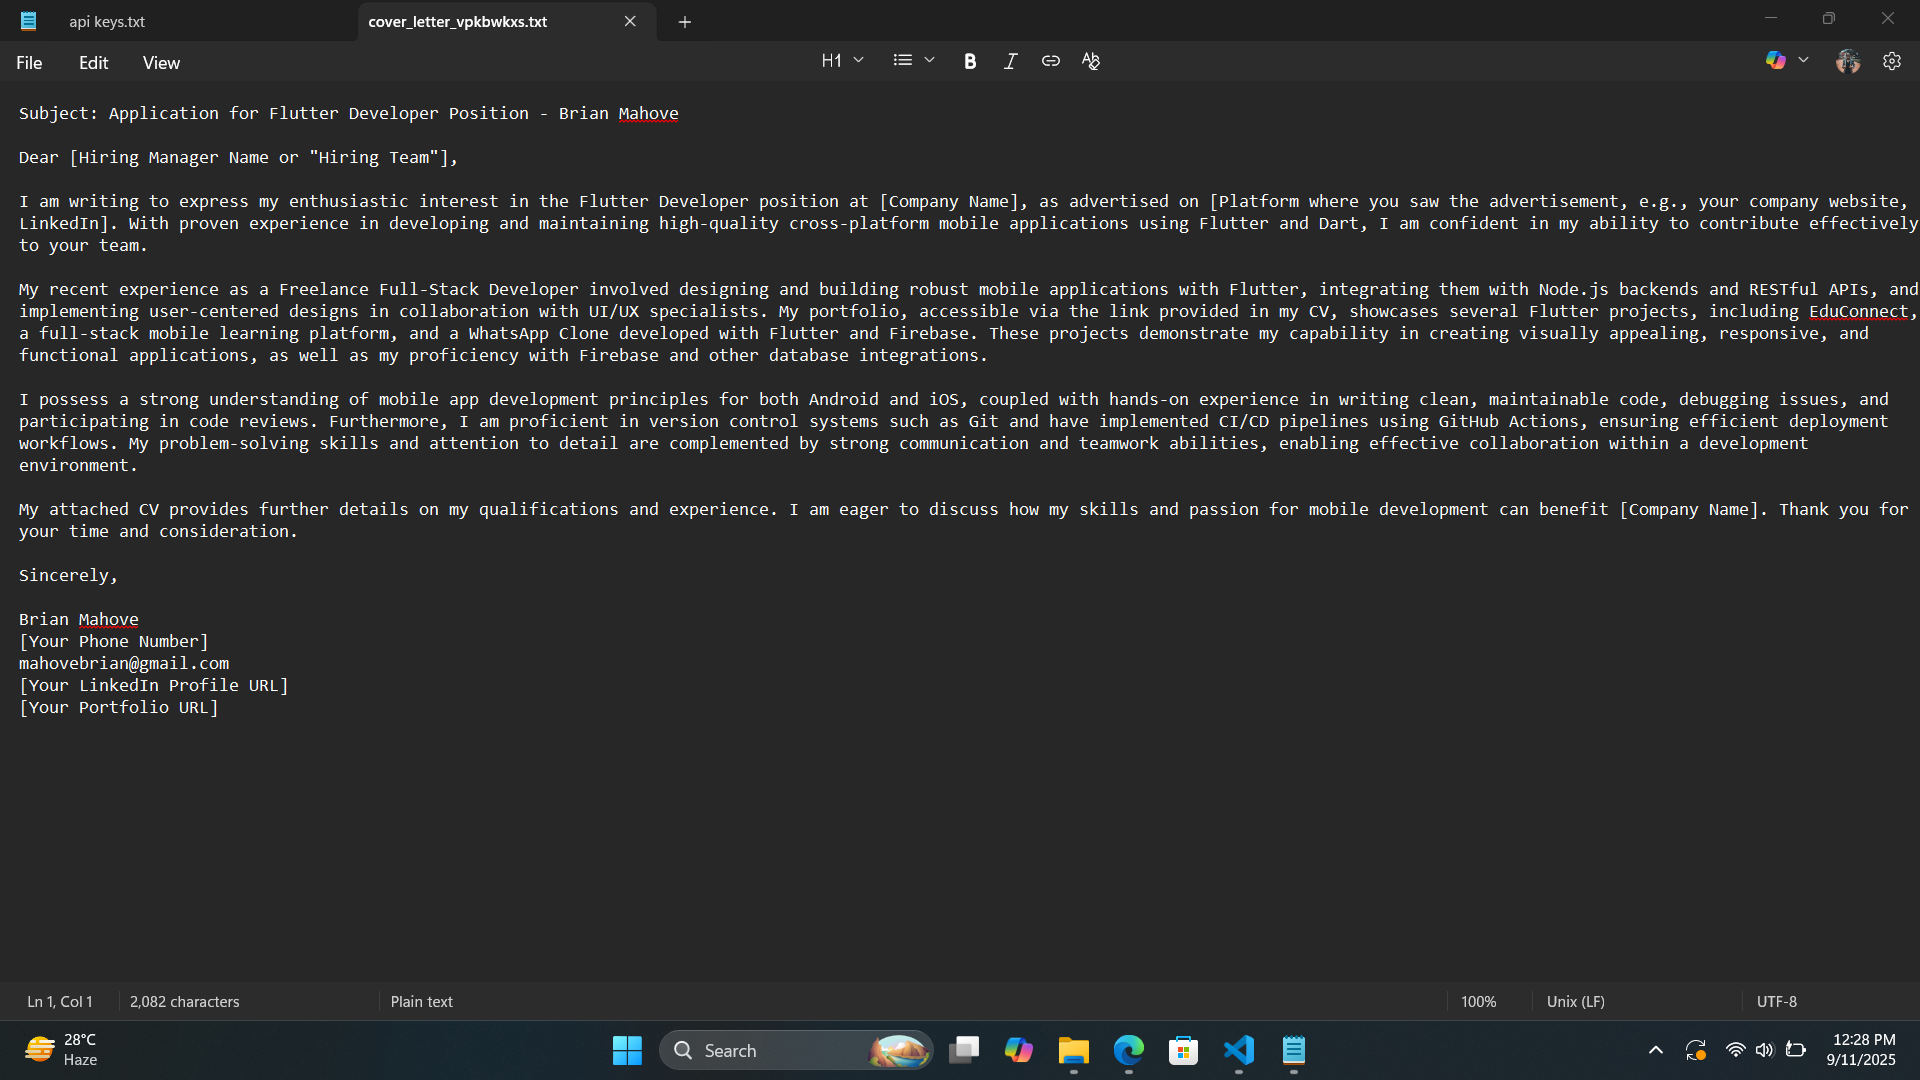 api keys.txt
cover_letter_vpkbwkxs.txt
File Edit View
H1
Subject: Application for Flutter Developer Position - Brian Mahove
Dear [Hiring Manager Name or "Hiring Team"],
I am writing to express my enthusiastic interest in the Flutter Developer position at [Company Name], as advertised on [Platform where you saw the advertisement, e.g., your company website,
LinkedIn]. With proven experience in developing and maintaining high-quality cross-platform mobile applications using Flutter and Dart, I am confident in my ability to contribute effectively
to your team.
My recent experience as a Freelance Full-Stack Developer involved designing and building robust mobile applications with Flutter, integrating them with Node.js backends and RESTful APIs, and
implementing user-centered designs in collaboration with UI/UX specialists. My portfolio, accessible via the link provided in my CV, showcases several Flutter projects, including EduConnect,
a full-stack mobile learning platform, and a WhatsApp Clone developed with Flutter and Firebase. These projects demonstrate my capability in creating visually appealing, responsive, and
functional applications, as well as my proficiency with Firebase and other database integrations.
I possess a strong understanding of mobile app development principles for both Android and iOS, coupled with hands-on experience in writing clean, maintainable code, debugging issues, and
participating in code reviews. Furthermore, I am proficient in version control systems such as Git and have implemented CI/CD pipelines using GitHub Actions, ensuring efficient deployment
workflows. My problem-solving skills and attention to detail are complemented by strong communication and teamwork abilities, enabling effective collaboration within a development
environment.
My attached CV provides further details on my qualifications and experience. I am eager to discuss how my skills and passion for mobile development can benefit [Company Name]. Thank you for
your time and consideration.
Sincerely,
Brian Mahove
[Your Phone Number]
mahovebrian@gmail.com
[Your LinkedIn Profile URL]
[Your Portfolio URL]
Ln 1, Col 1 2,082 characters Plain text 100% Unix (LF) UTF-8
28°C
Haze
Search
12:28 PM
9/11/2025